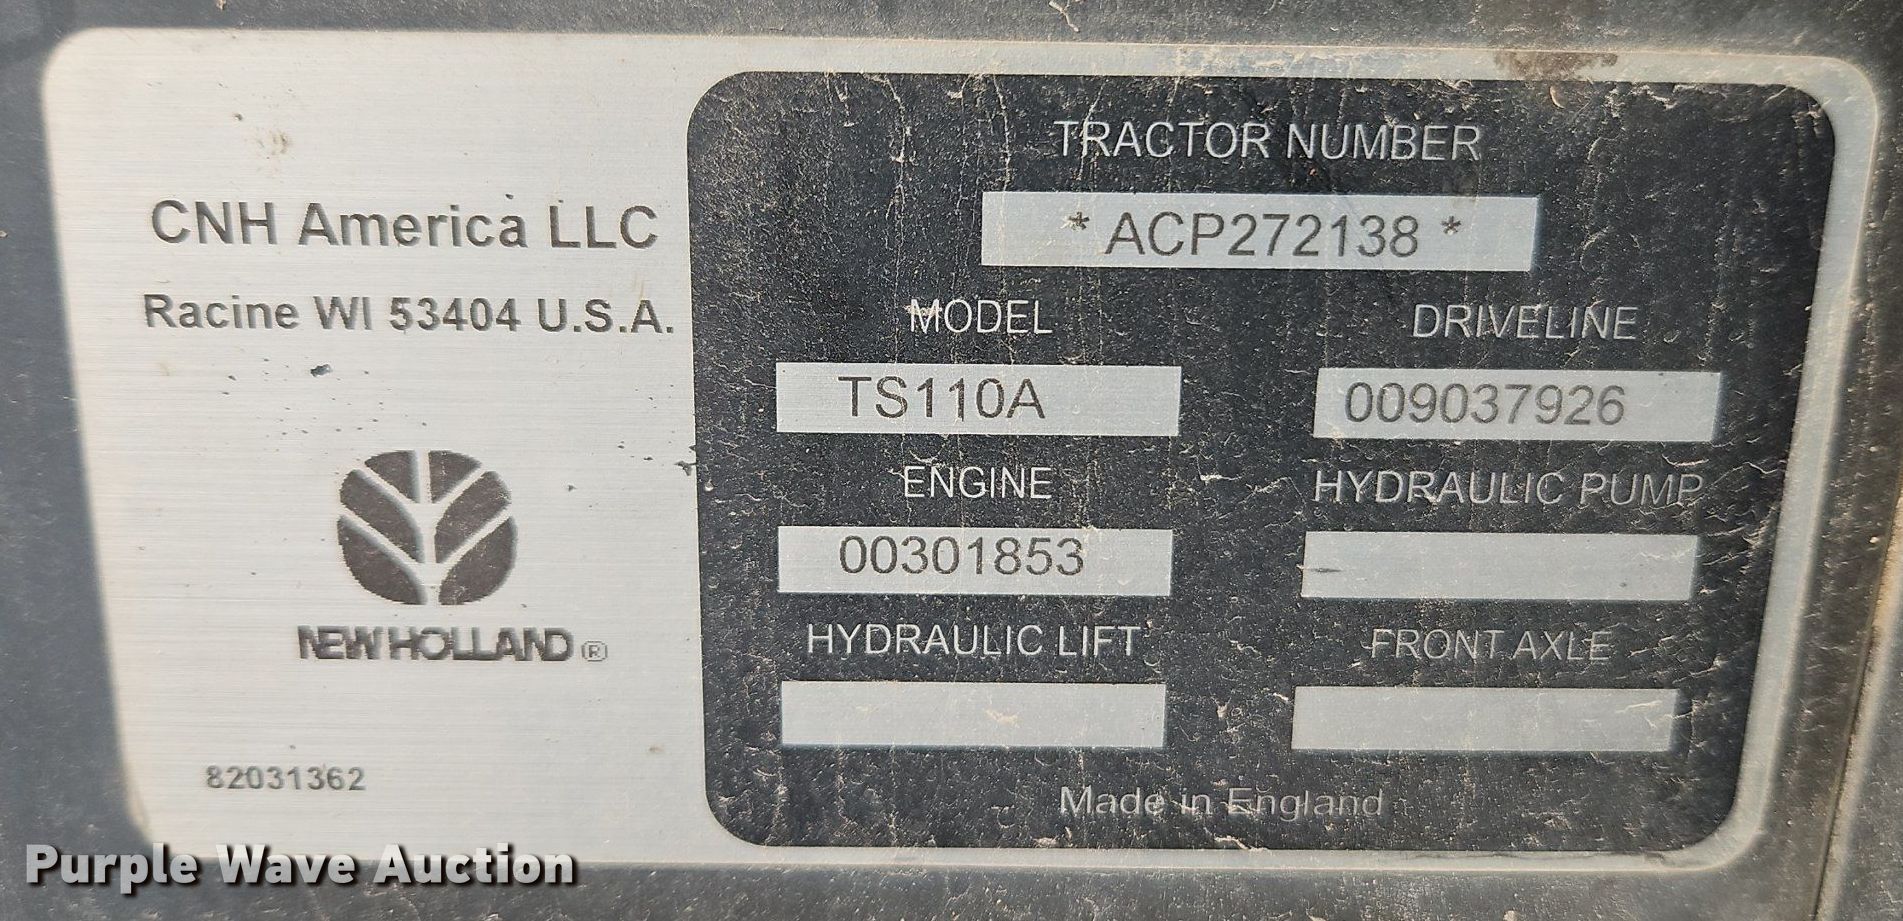 CNH America LLC
Racine WI 53404 U.S.A.
NEW HOLLAND ®
82031362
TRACTOR NUMBER
* ACP272138 *
MODEL
TS110A
DRIVELINE
009037926
ENGINE
00301853
HYDRAULIC PUMP
HYDRAULIC LIFT
FRONT AXLE
Made in England
Purple Wave Auction